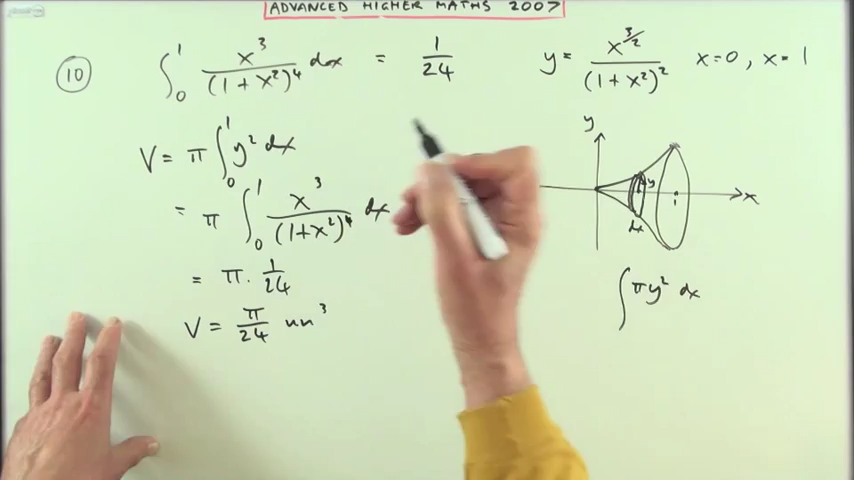 ADVANCED HIGHER MATHS 2007
10
∫₀¹ x³/(1+x²)⁴ dx = 1/24
y = x^(3/2)/(1+x²)² x=0, x=1
V = π ∫₀¹ y² dx
= π ∫₀¹ x³/(1+x²)⁴ dx
= π · 1/24
V = π/24 un³
y
x
y
1
dx
∫ πy² dx